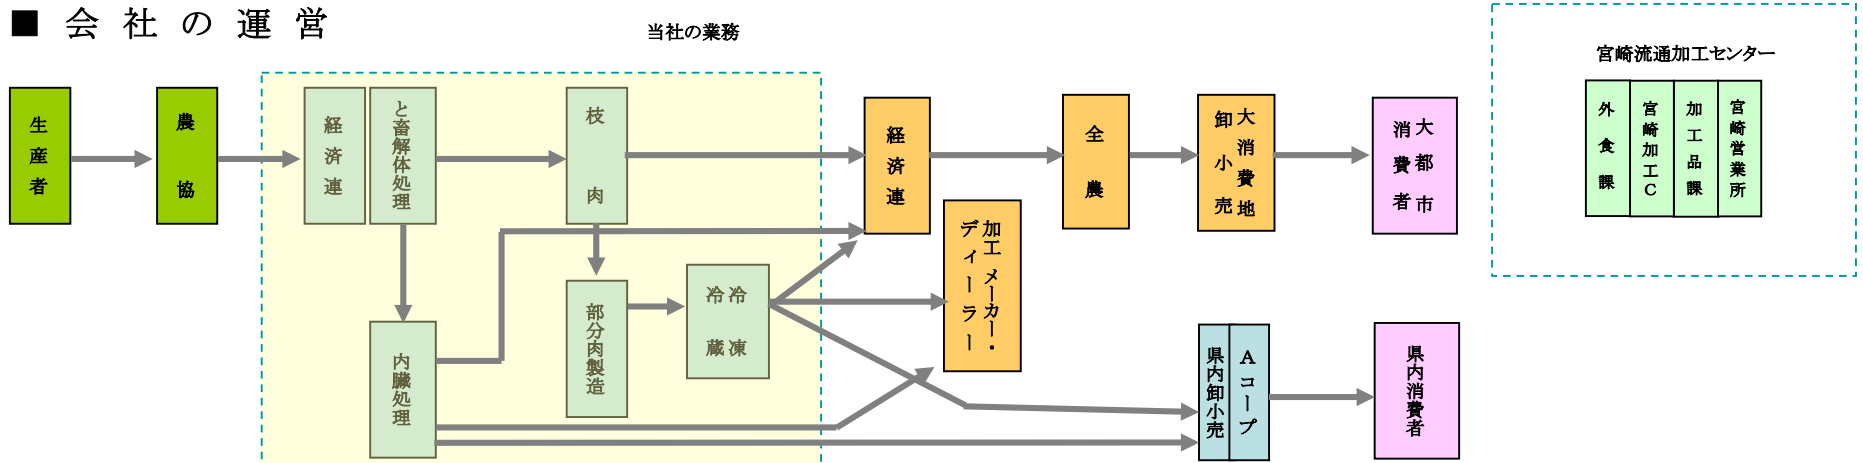 ■ 会社の運営
当社の業務
生産者
農協
経済連
と畜解体処理
枝肉
内臓処理
部分肉製造
冷凍
冷蔵
経済連
全農
大消費地
卸小売
大都市
消費者
加工メーカー・
ディーラー
県内卸小売
Aコープ
県内消費者
宮崎流通加工センター
外食課
宮崎加工C
加工品課
宮崎営業所